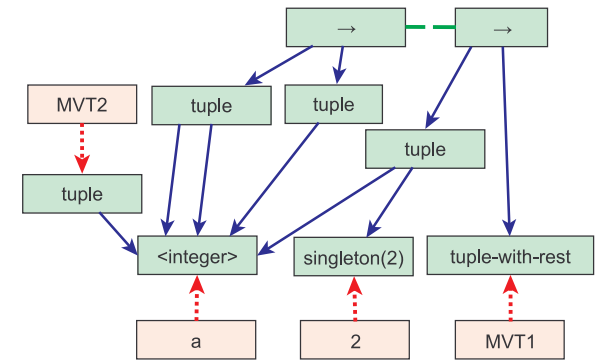 →
→
MVT2
tuple
tuple
tuple
tuple
<integer>
singleton(2)
tuple-with-rest
a
2
MVT1